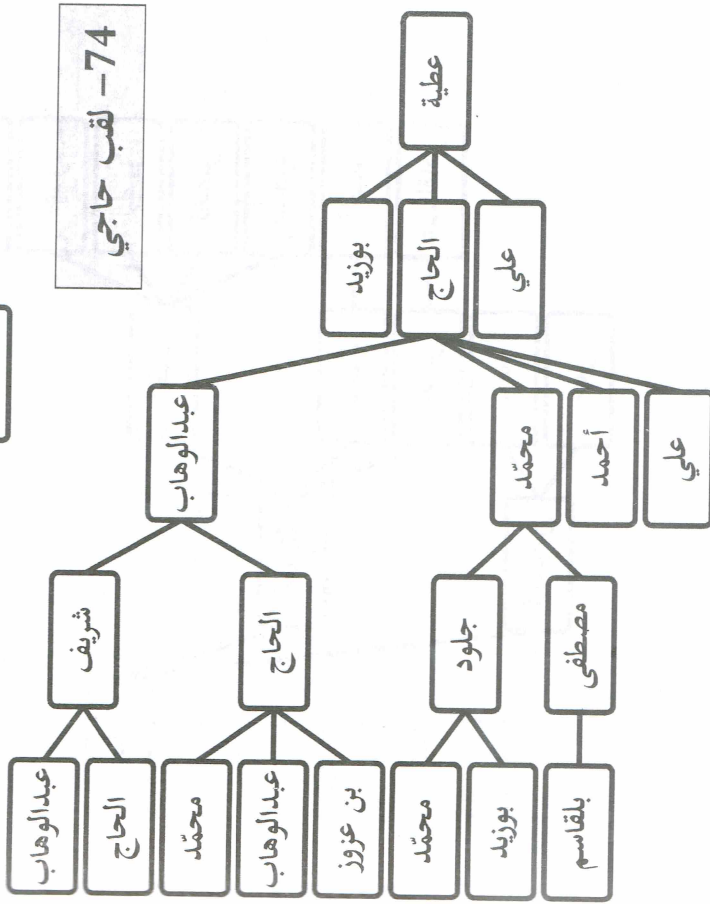 74- لقب حاجي
عطية
بوزيد
الحاج
علي
عبدالوهاب
محمّد
أحمد
علي
شريف
الحاج
جلود
مصطفى
عبدالوهاب
الحاج
محمّد
عبدالوهاب
بن عزوز
محمّد
بوزيد
بلقاسم